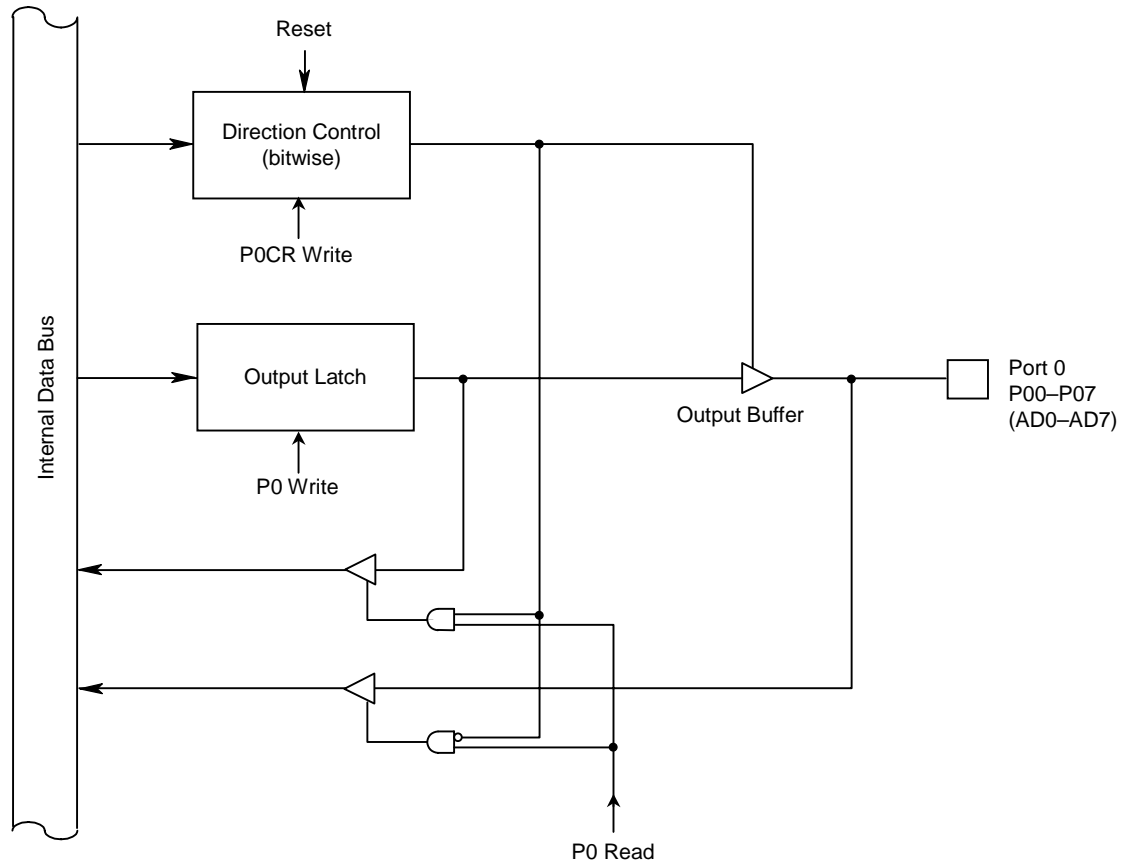 Reset
Direction Control
(bitwise)
P0CR Write
Internal Data Bus
Output Latch
P0 Write
Output Buffer
Port 0
P00–P07
(AD0–AD7)
P0 Read